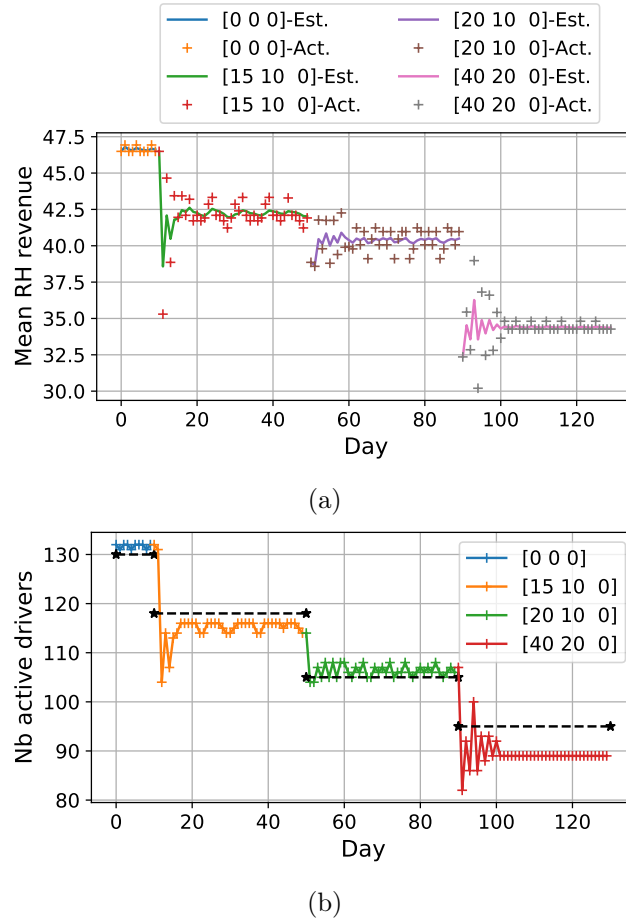 [0 0 0]-Est.
[0 0 0]-Act.
[15 10  0]-Est.
[15 10  0]-Act.
[20 10  0]-Est.
[20 10  0]-Act.
[40 20  0]-Est.
[40 20  0]-Act.
Mean RH revenue
47.5
45.0
42.5
40.0
37.5
35.0
32.5
30.0
0 20 40 60 80 100 120
Day
(a)
Nb active drivers
130
120
110
100
90
80
[0 0 0]
[15 10  0]
[20 10  0]
[40 20  0]
0 20 40 60 80 100 120
Day
(b)